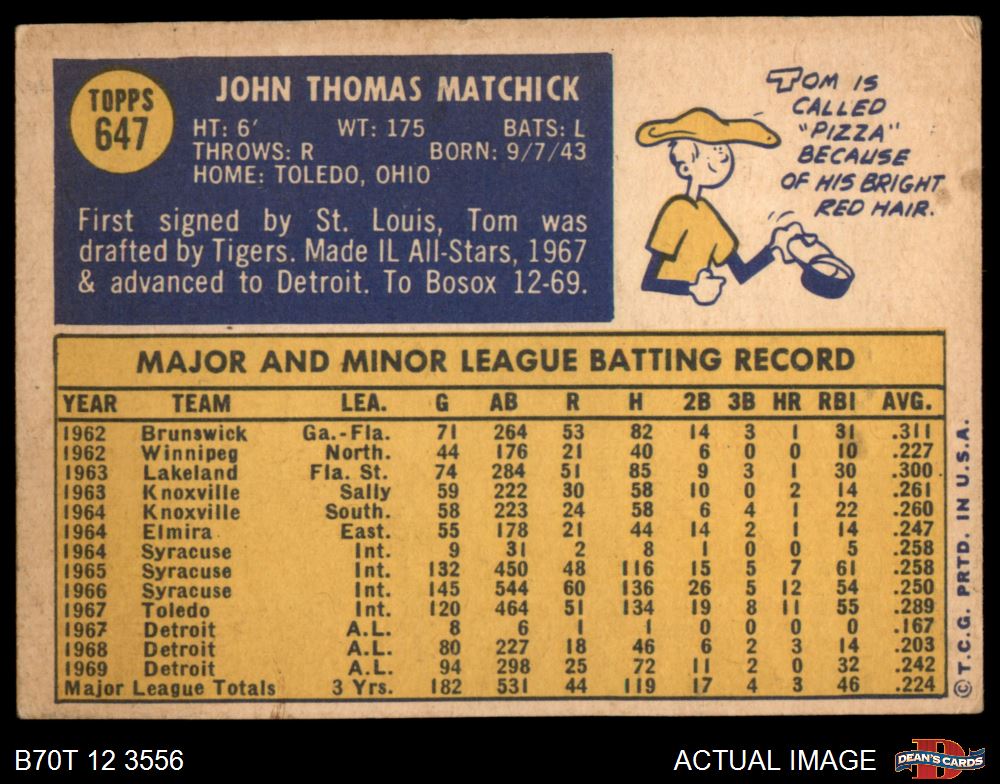 TOPPS
647
JOHN THOMAS MATCHICK
HT: 6' WT: 175 BATS: L
THROWS: R BORN: 9/7/43
HOME: TOLEDO, OHIO
First signed by St. Louis, Tom was
drafted by Tigers. Made IL All-Stars, 1967
& advanced to Detroit. To Bosox 12-69.
TOM IS
CALLED
"PIZZA"
BECAUSE
OF HIS BRIGHT
RED HAIR.
MAJOR AND MINOR LEAGUE BATTING RECORD
YEAR TEAM LEA. G AB R H 2B 3B HR RBI AVG.
1962 Brunswick Ga.-Fla. 71 264 53 82 14 3 1 31 .311
1962 Winnipeg North. 44 176 21 40 6 0 0 10 .227
1963 Lakeland Fla. St. 74 284 51 85 9 3 1 30 .300
1963 Knoxville Sally 59 222 30 58 10 0 2 14 .261
1964 Knoxville South. 58 223 24 58 6 4 1 22 .260
1964 Elmira East. 55 178 21 44 14 2 1 14 .247
1964 Syracuse Int. 9 31 2 8 1 0 0 5 .258
1965 Syracuse Int. 132 450 48 116 15 5 7 61 .258
1966 Syracuse Int. 145 544 60 136 26 5 12 54 .250
1967 Toledo Int. 120 464 51 134 19 8 11 55 .289
1967 Detroit A.L. 8 6 1 1 0 0 0 0 .167
1968 Detroit A.L. 80 227 18 46 6 2 3 14 .203
1969 Detroit A.L. 94 298 25 72 11 2 0 32 .242
Major League Totals 3 Yrs. 182 531 44 119 17 4 3 46 .224
© T.C.G. PRTD. IN U.S.A.
B70T 12 3556
ACTUAL IMAGE
D
DEAN'S CARDS